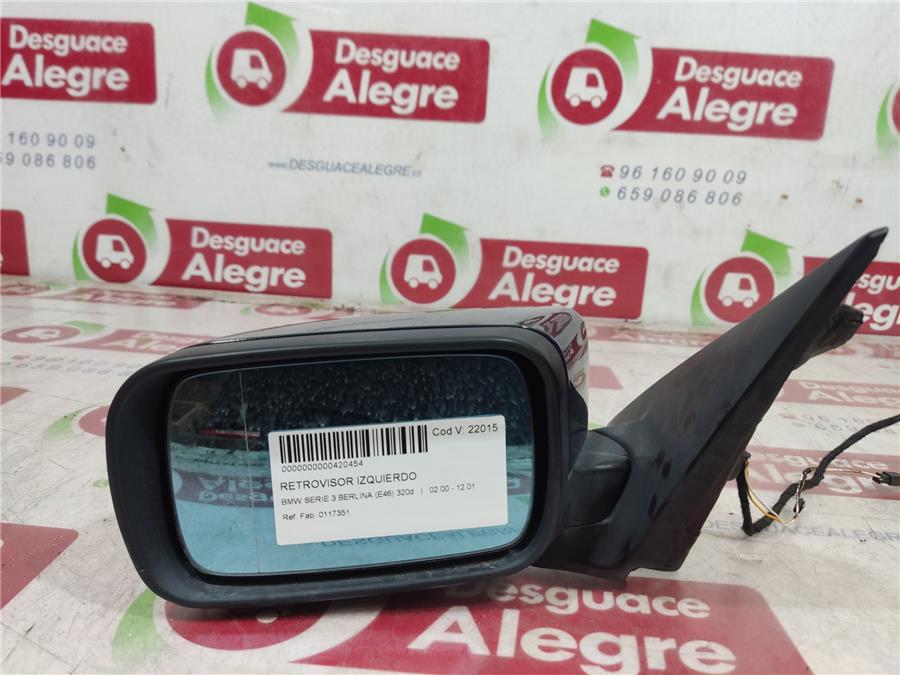 Desguace
Alegre
Desguace
Alegre
Desguace
Alegre
160 90 09
659 086 806
www.DESGUACEALEGRE.es
96 160 90 09
659 086 806
Desguace
Alegre
Desguace
Alegre
Desguace
Alegre
Cod V: 22015
0000000000420454
RETROVISOR IZQUIERDO
BMW SERIE 3 BERLINA (E46) 320d | 02.00 - 12.01
Ref. Fab: 0117351
Desguace
Alegre